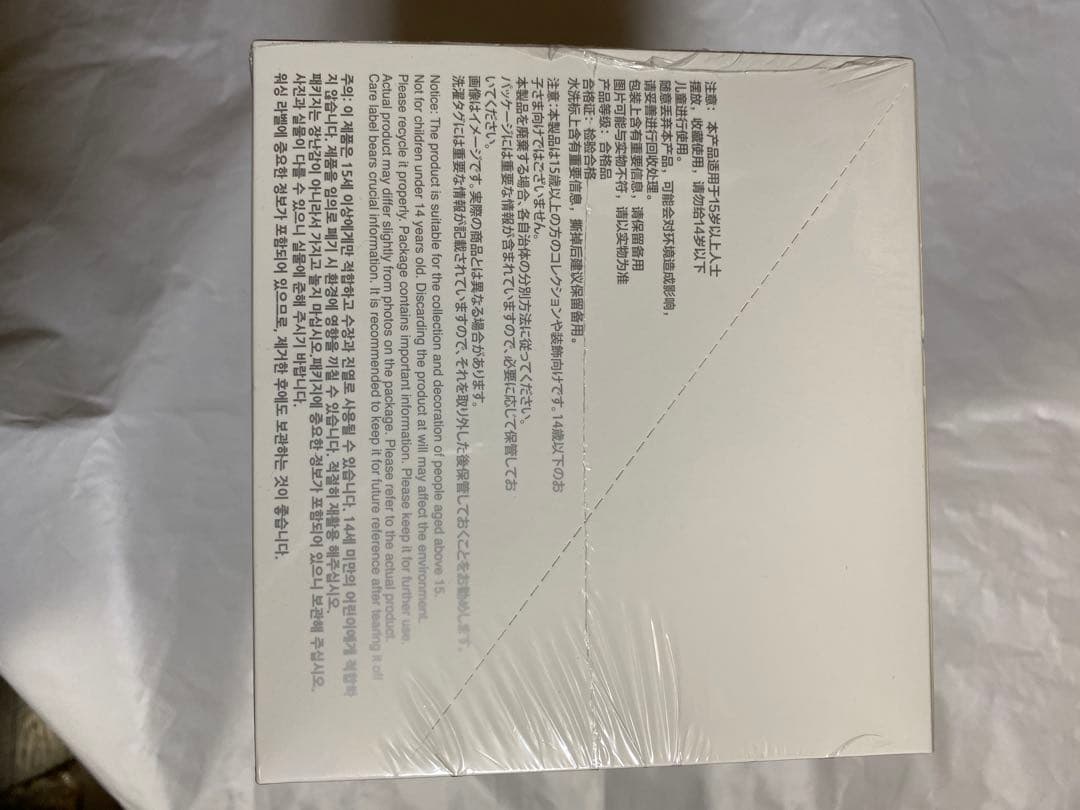 注意： 本产品适用于15岁以上人士
摆放，收藏使用，请勿给14岁以下
儿童进行使用。
随意丢弃本产品，可能会对环境造成影响，
请妥善进行回收处理。
包装上含有重要信息，请保留备用
图片可能与实物不符，请以实物为准
产品等级：合格品
合格证：检验合格
水洗标上含有重要信息，撕掉后建议保留备用。
注意:本製品は15歳以上の方のコレクションや装飾向けです。14歳以下のお
子さま向けではございません。
本製品を廃棄する場合、各自治体の分別方法に従ってください。
パッケージには重要な情報が含まれていますので、必要に応じて保管してお
いてください。
画像はイメージです。実際の商品とは異なる場合があります。
洗濯タグには重要な情報が記載されていますので、それを取り外した後保管しておくことをお勧めします。
Notice: The product is suitable for the collection and decoration of people aged above 15.
Not for children under 14 years old. Discarding the product at will may affect the environment.
Please recycle it properly. Package contains important information. Please keep it for further use.
Actual product may differ slightly from photos on the package. Please refer to the actual product.
Care label bears crucial information. It is recommended to keep it for future reference after tearing it off
주의: 이 제품은 15세 이상에게만 적합하고 수장과 진열로 사용될 수 있습니다. 14세 미만의 어린이에게 적합하
지 않습니다. 제품을 임의로 폐기 시 환경에 영향을 끼칠 수 있습니다. 적절히 재활용 해주십시오.
패키지는 장난감이 아니라서 가지고 놀지 마십시오.패키지에 중요한 정보가 포함되어 있으니 보관해 주십시오.
사진과 실물이 다를 수 있으니 실물에 준해 주시기 바랍니다.
워싱 라벨에 중요한 정보가 포함되어 있으므로, 제거한 후에도 보관하는 것이 좋습니다.